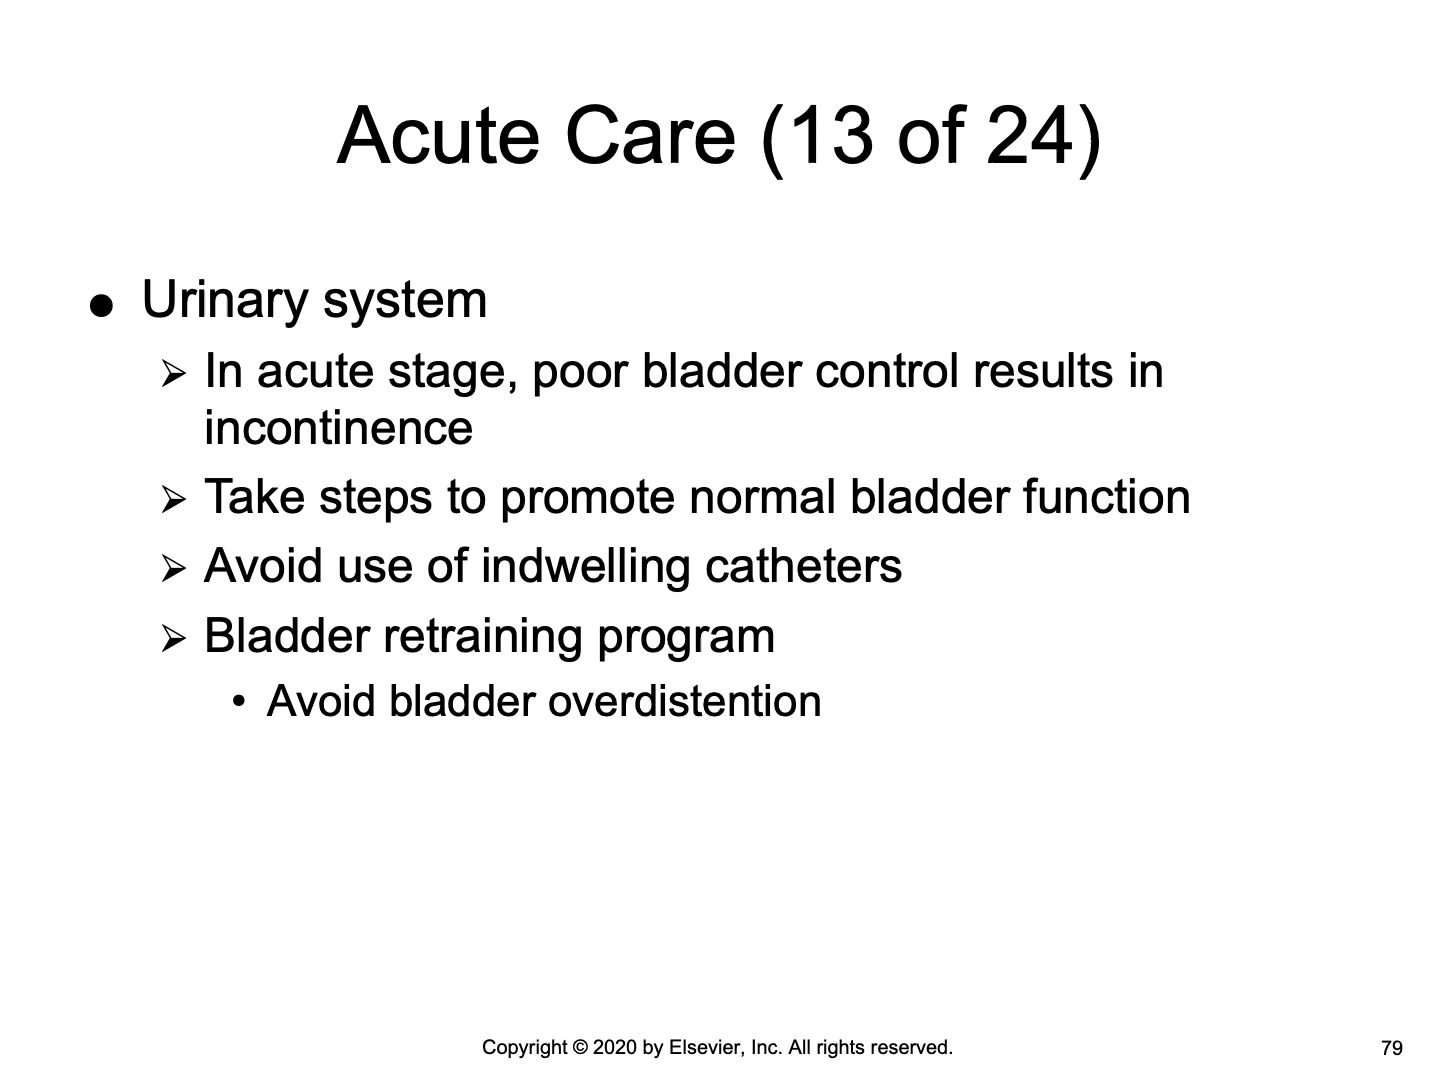 Acute Care (13 of 24)
● Urinary system
➢ In acute stage, poor bladder control results in
incontinence
➢ Take steps to promote normal bladder function
➢ Avoid use of indwelling catheters
➢ Bladder retraining program
• Avoid bladder overdistention
Copyright © 2020 by Elsevier, Inc. All rights reserved.
79